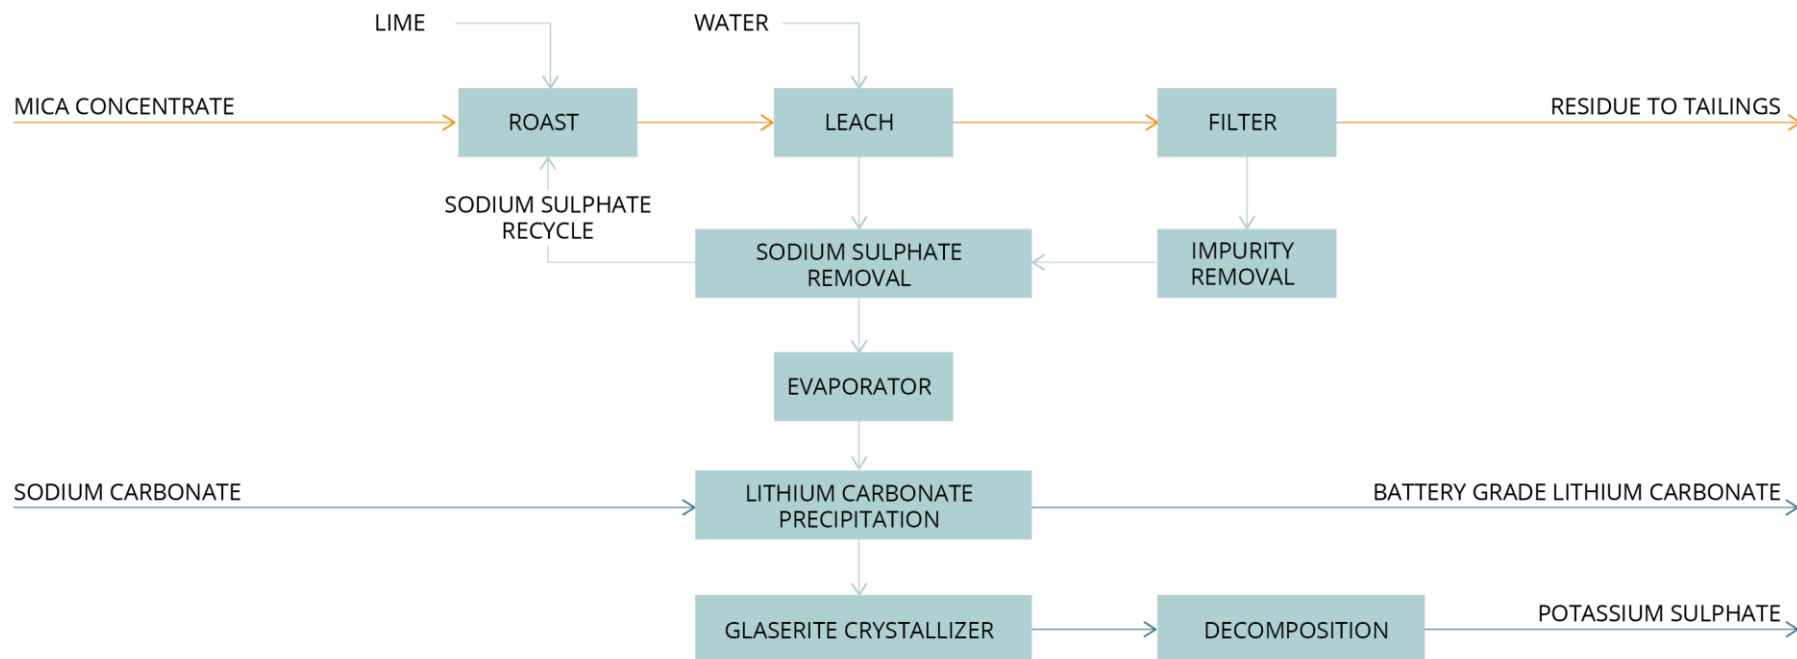 LIME
WATER
MICA CONCENTRATE
ROAST
LEACH
FILTER
RESIDUE TO TAILINGS
SODIUM SULPHATE
RECYCLE
SODIUM SULPHATE
REMOVAL
IMPURITY
REMOVAL
EVAPORATOR
SODIUM CARBONATE
LITHIUM CARBONATE
PRECIPITATION
BATTERY GRADE LITHIUM CARBONATE
GLASERITE CRYSTALLIZER
DECOMPOSITION
POTASSIUM SULPHATE